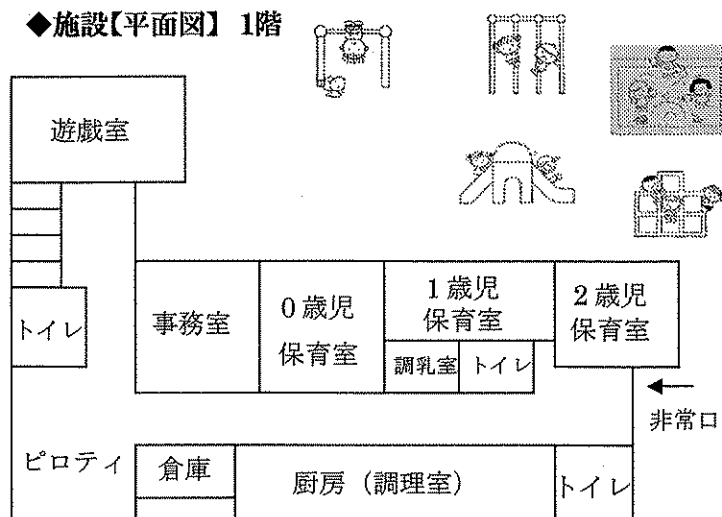 ◆施設【平面図】 1階
遊戯室
トイレ
事務室
0歳児
保育室
1歳児
保育室
2歳児
保育室
調乳室
トイレ
非常口
ピロティ
倉庫
厨房（調理室）
トイレ